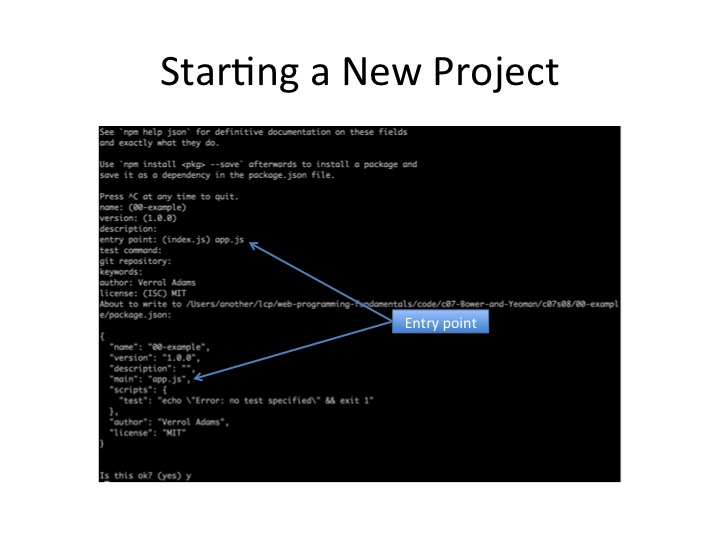 Starting a New Project
See `npm help json` for definitive documentation on these fields
and exactly what they do.
Use `npm install <pkg> --save` afterwards to install a package and
save it as a dependency in the package.json file.
Press ^C at any time to quit.
name: (00-example)
version: (1.0.0)
description:
entry point: (index.js) app.js
test command:
git repository:
keywords:
author: Verrol Adams
license: (ISC) MIT
About to write to /Users/another/lcp/web-programming-fundamentals/code/c07-Bower-and-Yeoman/c07s08/00-exampl
e/package.json:
Entry point
{
  "name": "00-example",
  "version": "1.0.0",
  "description": "",
  "main": "app.js",
  "scripts": {
    "test": "echo \"Error: no test specified\" && exit 1"
  },
  "author": "Verrol Adams",
  "license": "MIT"
}
Is this ok? (yes) y